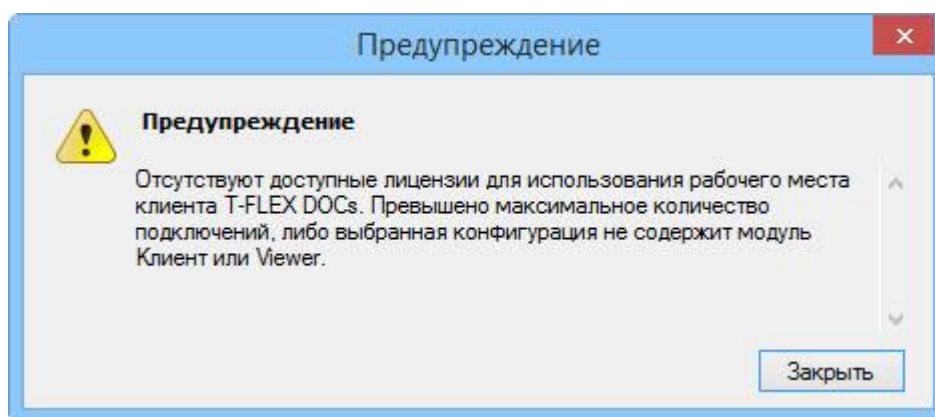 Предупреждение
Предупреждение
Отсутствуют доступные лицензии для использования рабочего места
клиента T-FLEX DOCs. Превышено максимальное количество
подключений, либо выбранная конфигурация не содержит модуль
Клиент или Viewer.
Закрыть